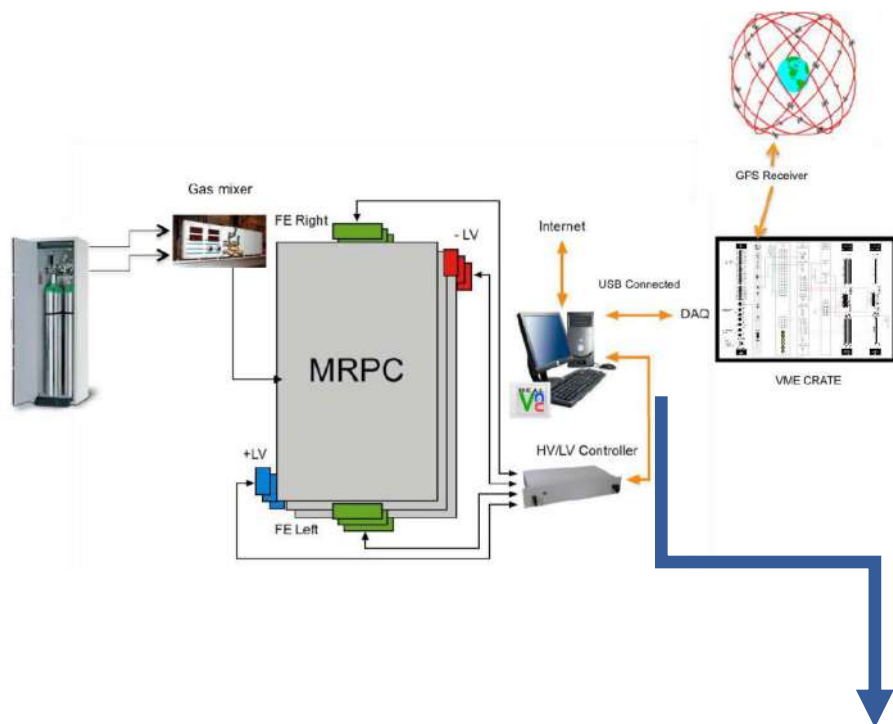 GPS Receiver
Gas mixer
FE Right
- LV
Internet
USB Connected
DAQ
MRPC
VME CRATE
+LV
HV/LV Controller
FE Left